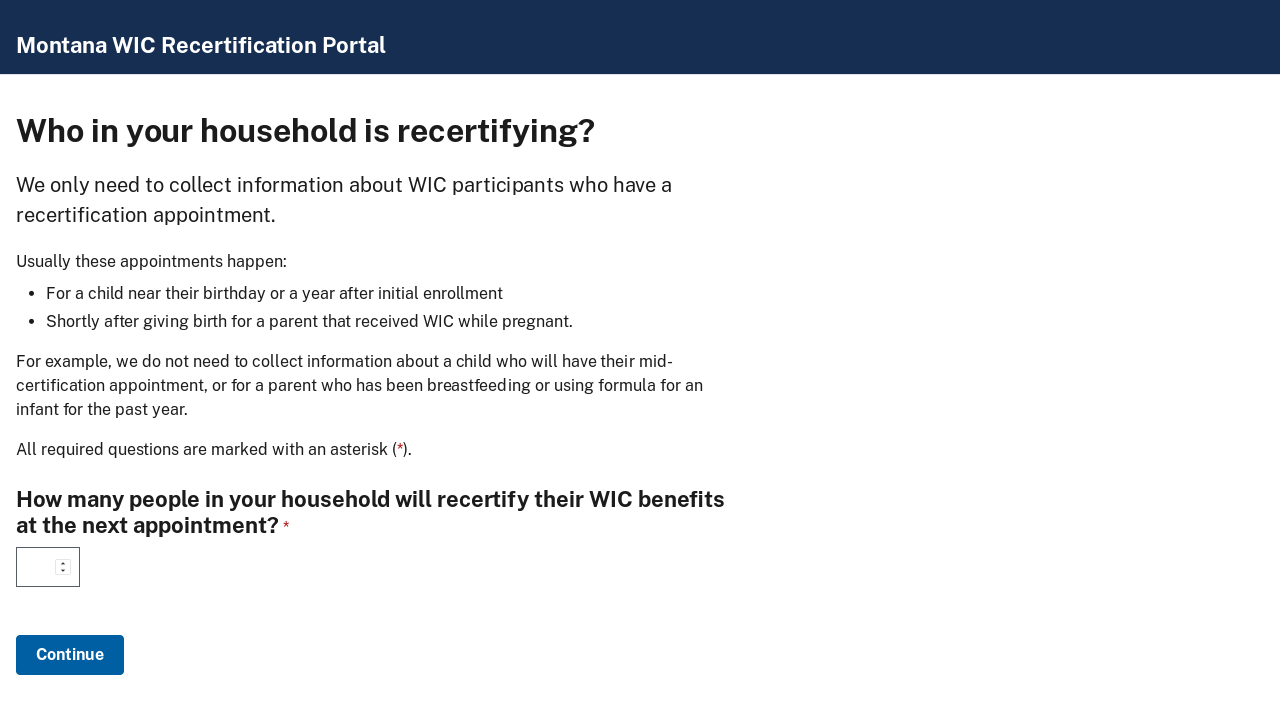 Montana WIC Recertification Portal
Who in your household is recertifying?
We only need to collect information about WIC participants who have a
recertification appointment.
Usually these appointments happen:
• For a child near their birthday or a year after initial enrollment
• Shortly after giving birth for a parent that received WIC while pregnant.
For example, we do not need to collect information about a child who will have their mid-
certification appointment, or for a parent who has been breastfeeding or using formula for an
infant for the past year.
All required questions are marked with an asterisk (*).
How many people in your household will recertify their WIC benefits
at the next appointment? *
Continue